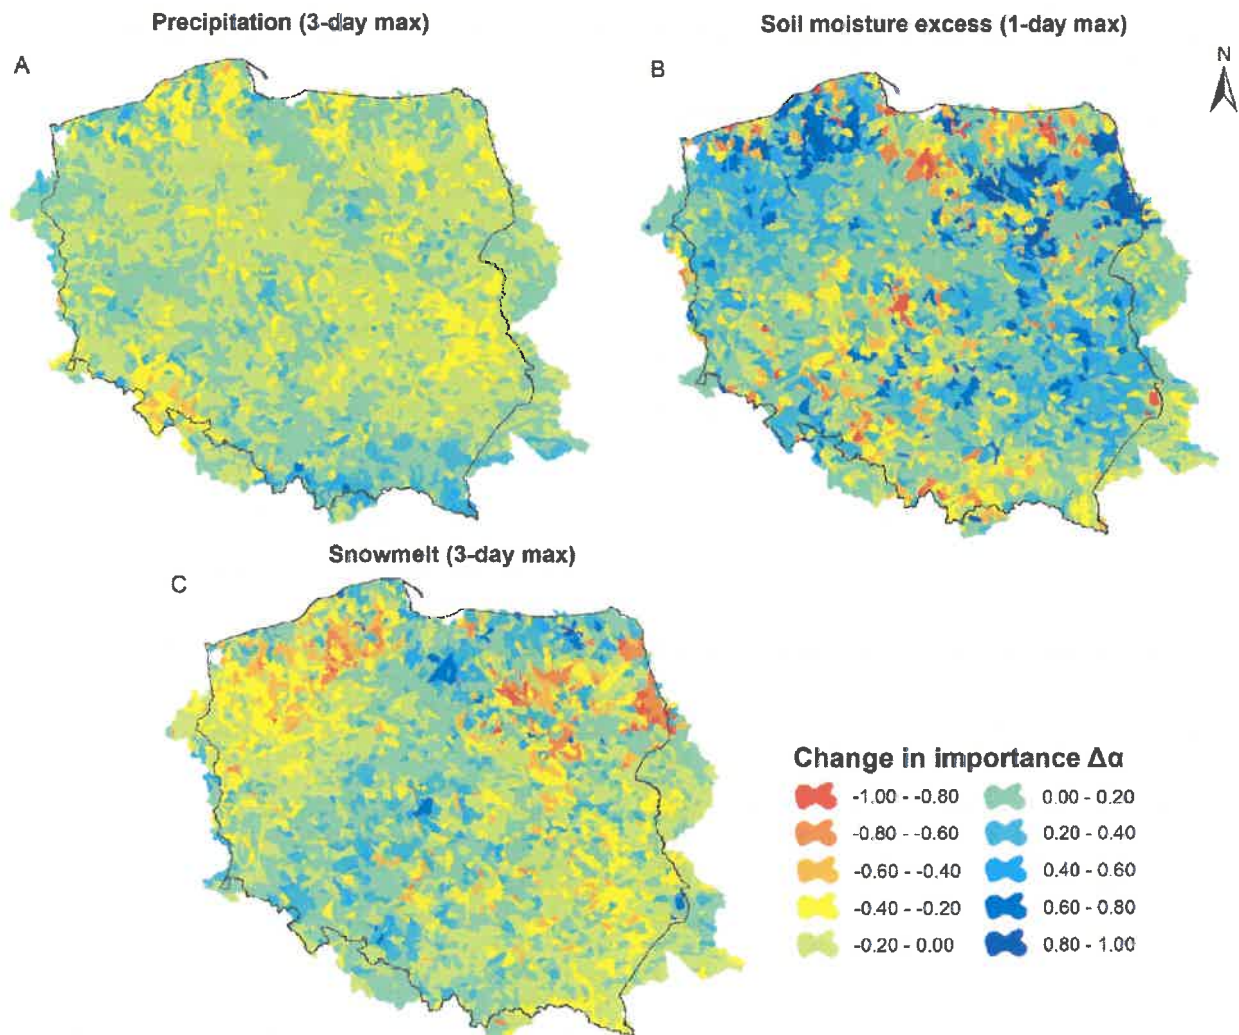 Precipitation (3-day max)
Soil moisture excess (1-day max)
A
B
N
Snowmelt (3-day max)
C
Change in importance Δα
-1.00 - -0.80
0.00 - 0.20
-0.80 - -0.60
0.20 - 0.40
-0.60 - -0.40
0.40 - 0.60
-0.40 - -0.20
0.60 - 0.80
-0.20 - 0.00
0.80 - 1.00